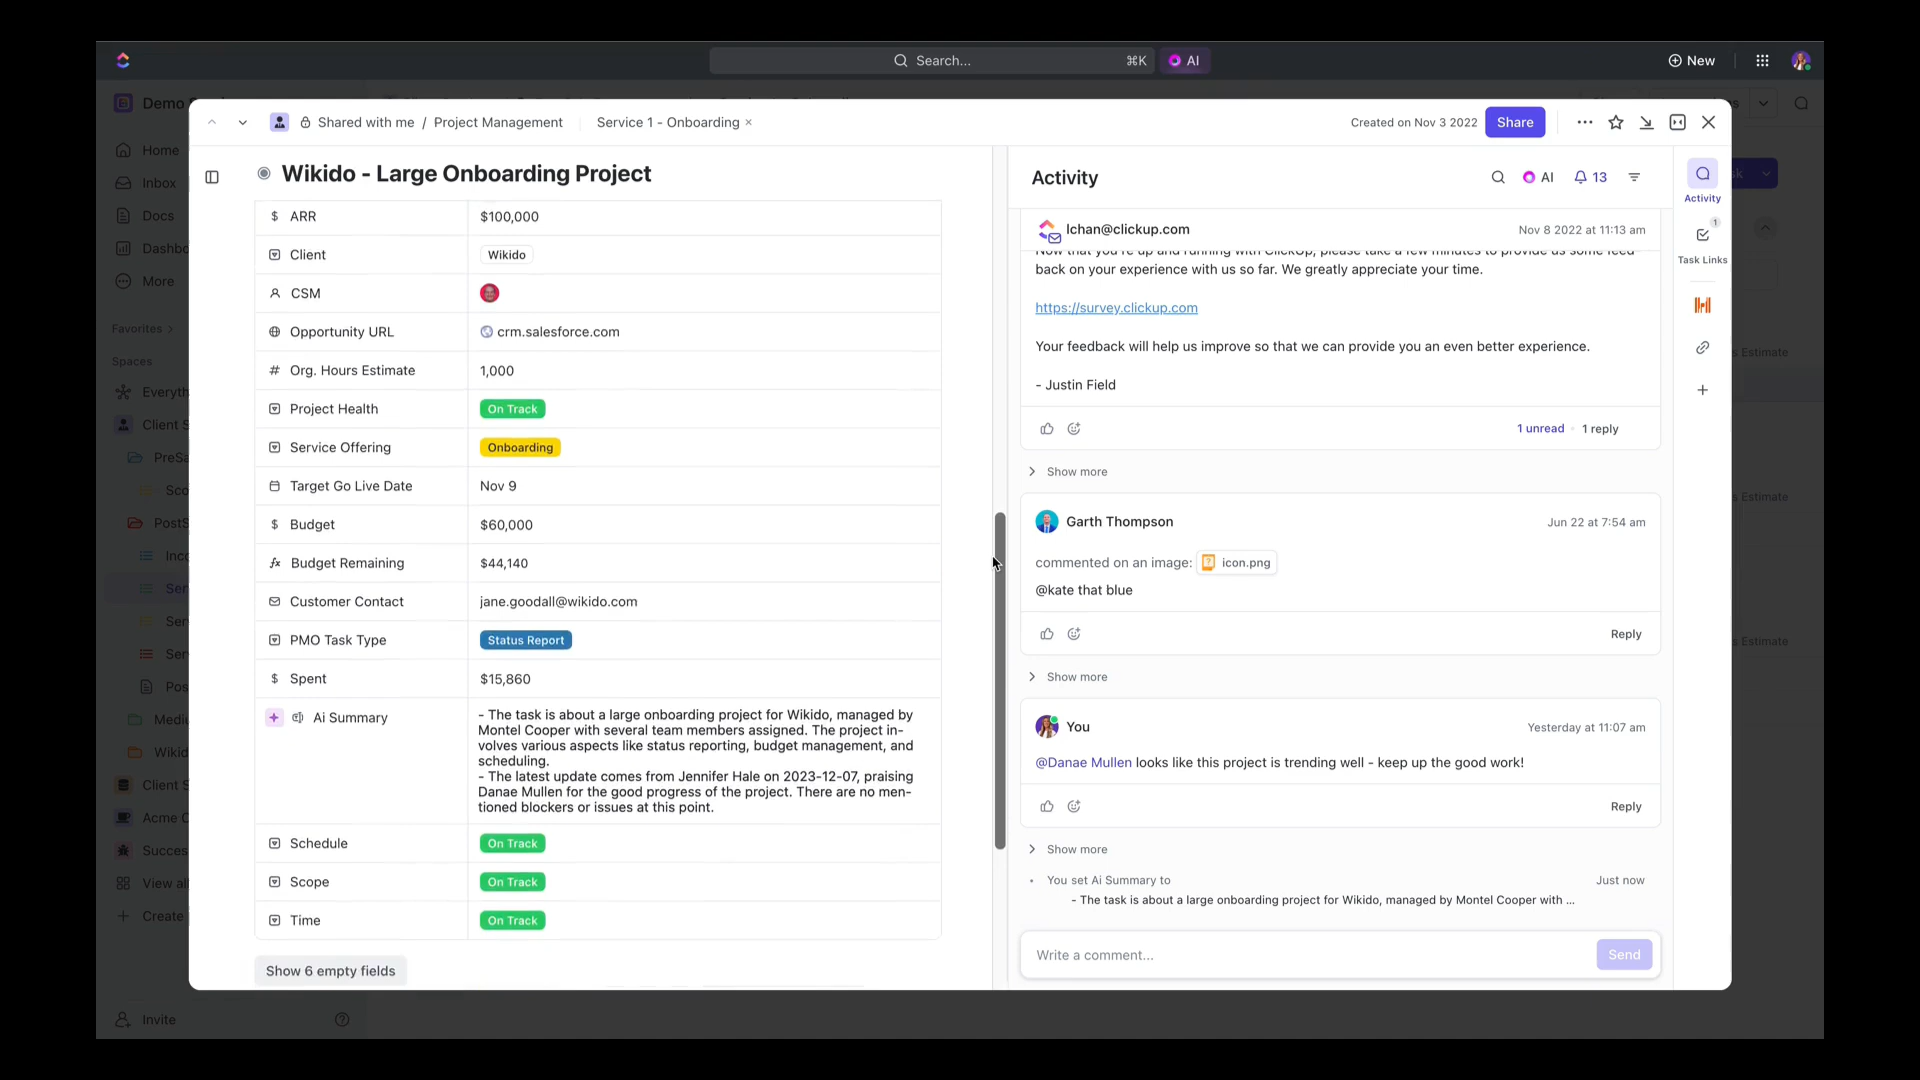 Search...
⌘K
AI
New
Demo
Home
Inbox
Docs
Dashbo
More
Favorites
Spaces
Everyth
Client S
PreSa
Sco
PostS
Inco
Ser
Ser
Ser
Pos
Mediu
Wikid
Client S
Acme C
Succes
View all
Create
Invite
Shared with me / Project Management
Service 1 - Onboarding ×
Created on Nov 3 2022
Share
Wikido - Large Onboarding Project
ARR $100,000
Client Wikido
CSM
Opportunity URL crm.salesforce.com
Org. Hours Estimate 1,000
Project Health On Track
Service Offering Onboarding
Target Go Live Date Nov 9
Budget $60,000
Budget Remaining $44,140
Customer Contact jane.goodall@wikido.com
PMO Task Type Status Report
Spent $15,860
Ai Summary
- The task is about a large onboarding project for Wikido, managed by
Montel Cooper with several team members assigned. The project in-
volves various aspects like status reporting, budget management, and
scheduling.
- The latest update comes from Jennifer Hale on 2023-12-07, praising
Danae Mullen for the good progress of the project. There are no men-
tioned blockers or issues at this point.
Schedule On Track
Scope On Track
Time On Track
Show 6 empty fields
Activity
AI
13
lchan@clickup.com
Nov 8 2022 at 11:13 am
Now that you're up and running with ClickUp, please take a few minutes to provide us some feed-
back on your experience with us so far. We greatly appreciate your time.
https://survey.clickup.com
Your feedback will help us improve so that we can provide you an even better experience.
- Justin Field
1 unread
1 reply
Show more
Garth Thompson
Jun 22 at 7:54 am
commented on an image: icon.png
@kate that blue
Reply
Show more
You
Yesterday at 11:07 am
@Danae Mullen looks like this project is trending well - keep up the good work!
Reply
Show more
You set Ai Summary to
Just now
- The task is about a large onboarding project for Wikido, managed by Montel Cooper with ...
Write a comment...
Send
Activity
1
Task Links
s Estimate
s Estimate
s Estimate